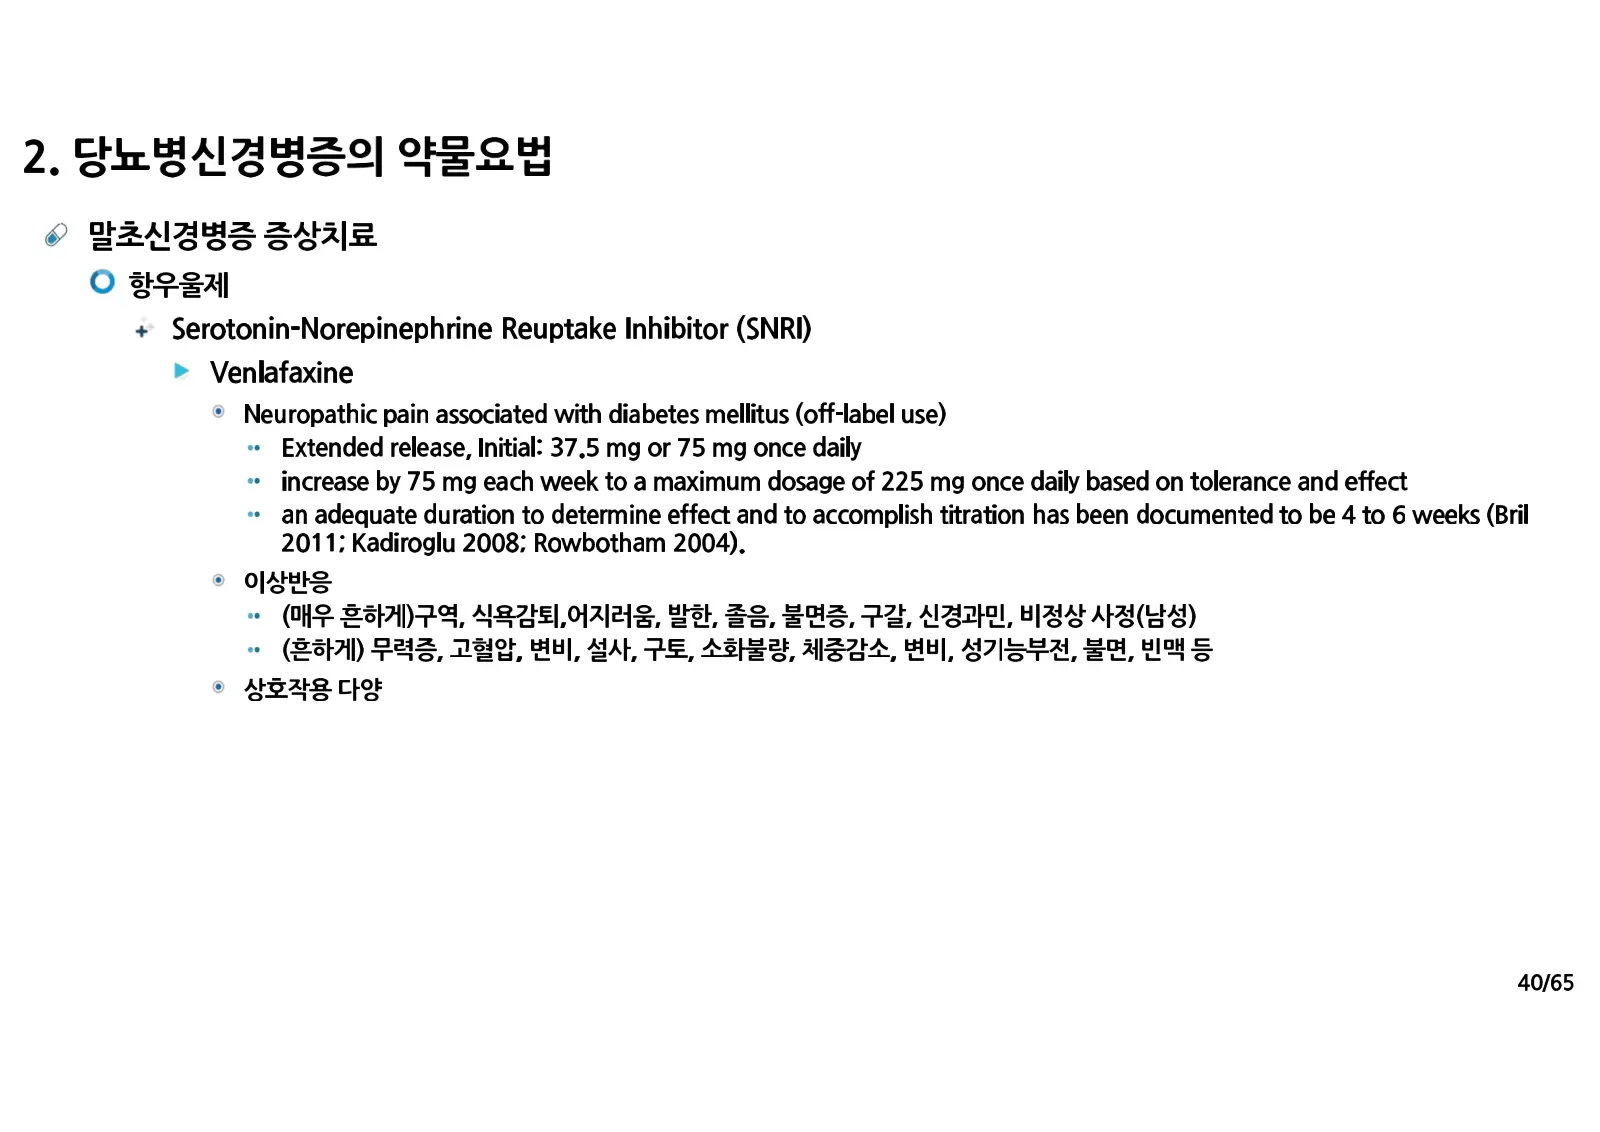 2. 당뇨병신경병증의 약물요법
말초신경병증 증상치료
항우울제
Serotonin-Norepinephrine Reuptake Inhibitor (SNRI)
Venlafaxine
Neuropathic pain associated with diabetes mellitus (off-label use)
Extended release, Initial: 37.5 mg or 75 mg once daily
increase by 75 mg each week to a maximum dosage of 225 mg once daily based on tolerance and effect
an adequate duration to determine effect and to accomplish titration has been documented to be 4 to 6 weeks (Bril
2011; Kadiroglu 2008; Rowbotham 2004).
이상반응
(매우 흔하게)구역, 식욕감퇴,어지러움, 발한, 졸음, 불면증, 구갈, 신경과민, 비정상 사정(남성)
(흔하게) 무력증, 고혈압, 변비, 설사, 구토, 소화불량, 체중감소, 변비, 성기능부전, 불면, 빈맥 등
상호작용 다양
40/65